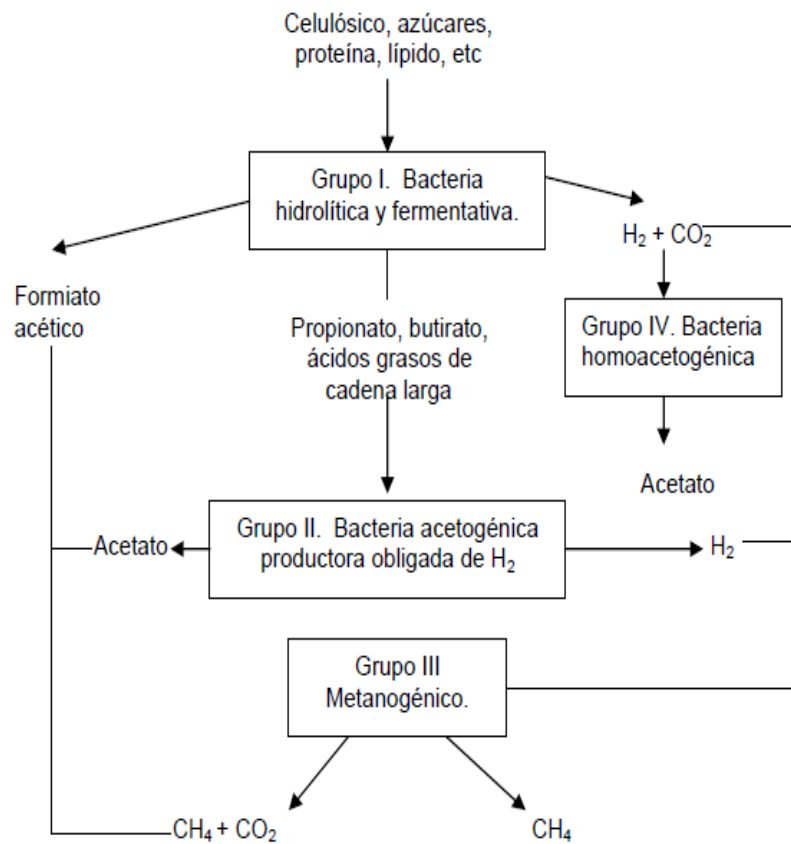 Celulósico, azúcares,
proteína, lípido, etc
Grupo I. Bacteria
hidrolítica y fermentativa.
H₂ + CO₂
Formiato
acético
Propionato, butirato,
ácidos grasos de
cadena larga
Grupo IV. Bacteria
homoacetogénica
Acetato
Grupo II. Bacteria acetogénica
productora obligada de H₂
Acetato
H₂
Grupo III
Metanogénico.
CH₄ + CO₂
CH₄